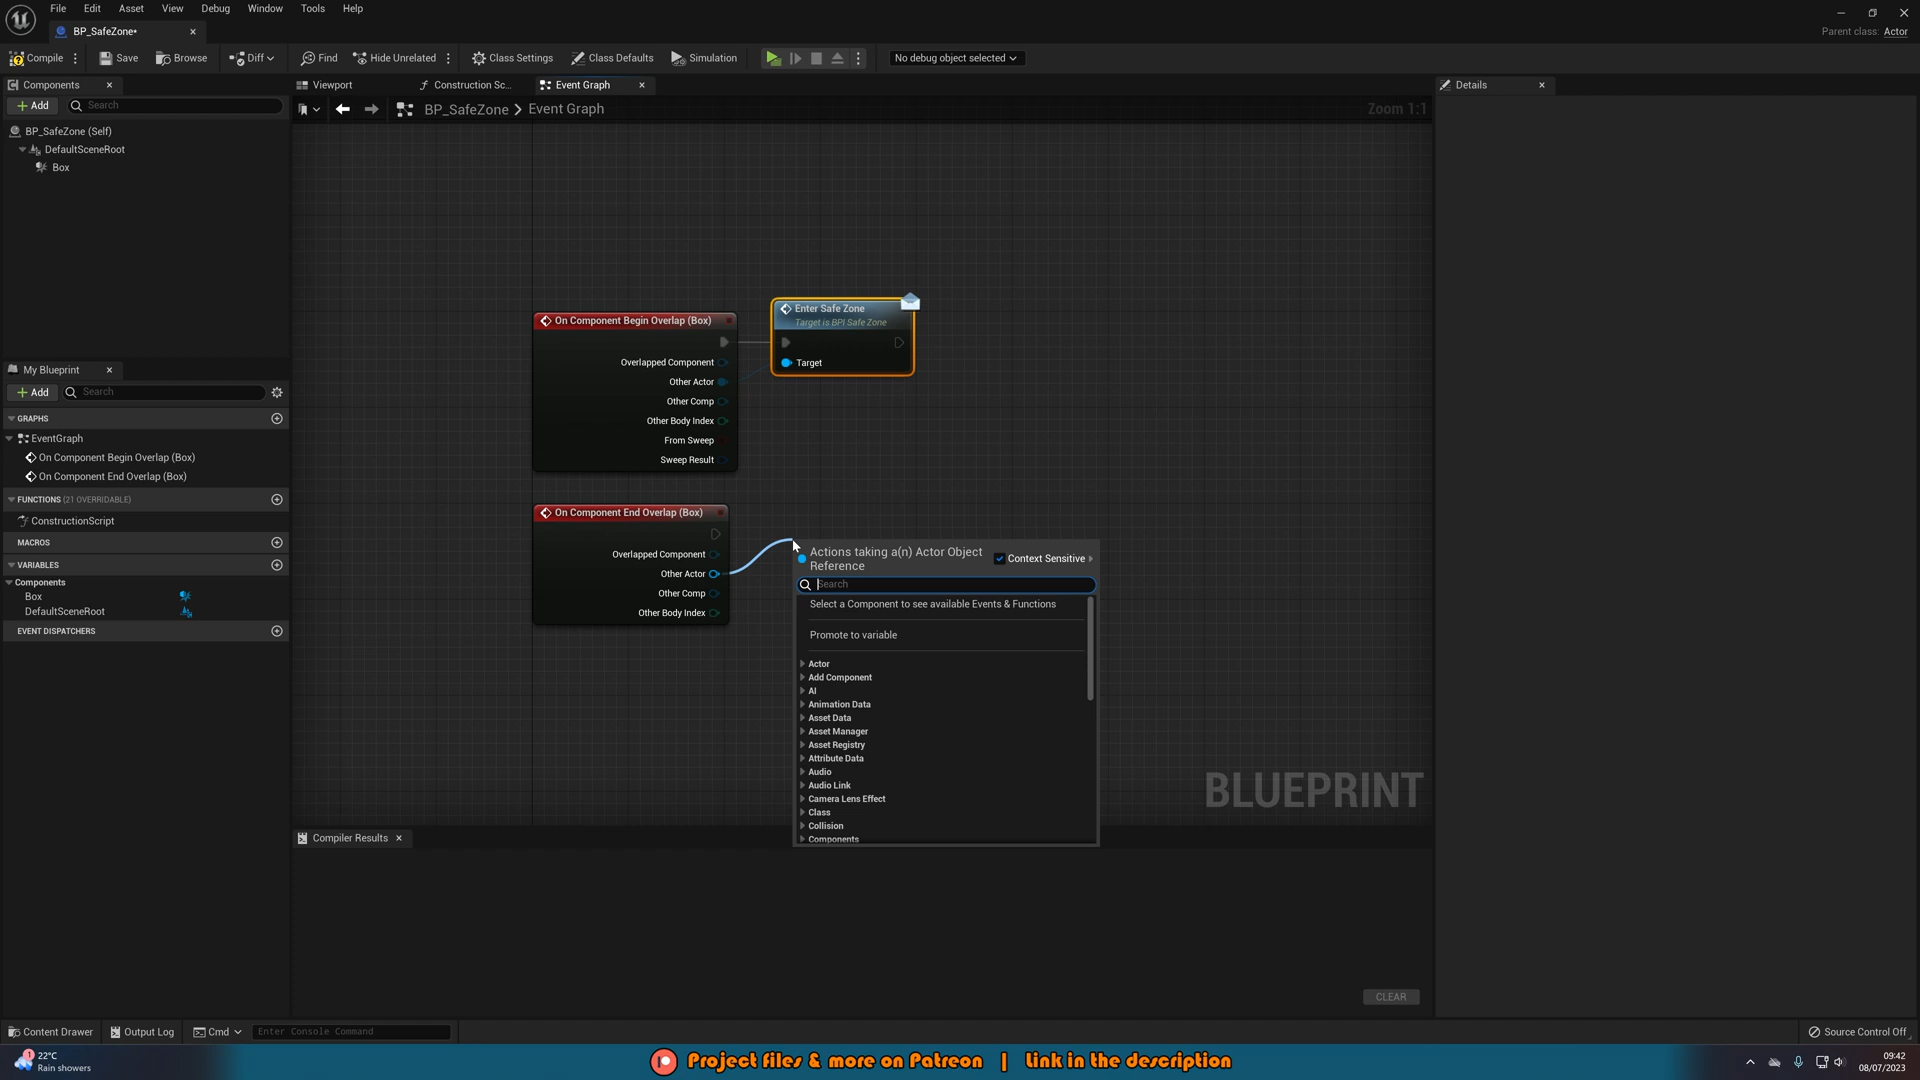 File Edit Asset View Debug Window Tools Help
BP_SafeZone•
Parent class: Actor
Compile Save Browse Diff Find Hide Unrelated Class Settings Class Defaults Simulation No debug object selected
Components
Viewport Construction Sc... Event Graph
Details
Add Search
BP_SafeZone > Event Graph
Zoom 1:1
BP_SafeZone (Self)
DefaultSceneRoot
Box
On Component Begin Overlap (Box)
Overlapped Component
Other Actor
Other Comp
Other Body Index
From Sweep
Sweep Result
Enter Safe Zone
Target is BPI Safe Zone
Target
My Blueprint
Add Search
GRAPHS
EventGraph
On Component Begin Overlap (Box)
On Component End Overlap (Box)
FUNCTIONS (21 OVERRIDABLE)
ConstructionScript
MACROS
VARIABLES
Components
Box
DefaultSceneRoot
EVENT DISPATCHERS
On Component End Overlap (Box)
Overlapped Component
Other Actor
Other Comp
Other Body Index
Actions taking a(n) Actor Object
Reference
Context Sensitive
Search
Select a Component to see available Events & Functions
Promote to variable
Actor
Add Component
AI
Animation Data
Asset Data
Asset Manager
Asset Registry
Attribute Data
Audio
Audio Link
Camera Lens Effect
Class
Collision
Components
BLUEPRINT
Compiler Results
CLEAR
Content Drawer Output Log Cmd Enter Console Command
Source Control Off
1
22°C
Rain showers
Project files & more on Patreon | Link in the description
09:42
08/07/2023